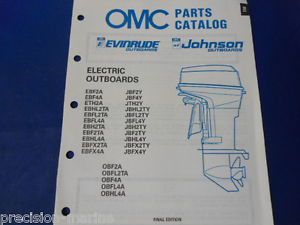 OMC PARTS
CATALOG
EVINRUDE
OUTBOARDS
Johnson
OUTBOARDS
ELECTRIC
OUTBOARDS
EBF2A JBF2Y
EBF4A JBF4Y
ETH2A JTH2Y
EBHL2TA JBHL2TY
EBFL2TA JBFL2TY
EBFL4A JBFL4Y
EBH2TA JBH2TY
EBF2TA JBF2TY
EBHL4A JBHL4Y
EBFX2TA JBFX2TY
EBFX4A JBFX4Y
OBF2A
OBFL2TA
OBF4A
OBFL4A
OBHL4A
FINAL EDITION
precision-marine